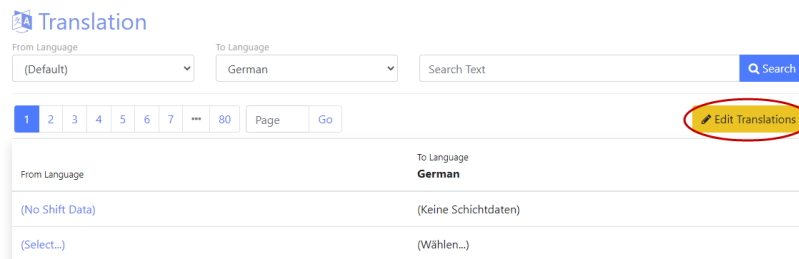 Translation
From Language To Language
(Default) German Search Text Search
1 2 3 4 5 6 7 ••• 80 Page Go Edit Translations
To Language
From Language German
(No Shift Data) (Keine Schichtdaten)
(Select...) (Wählen...)